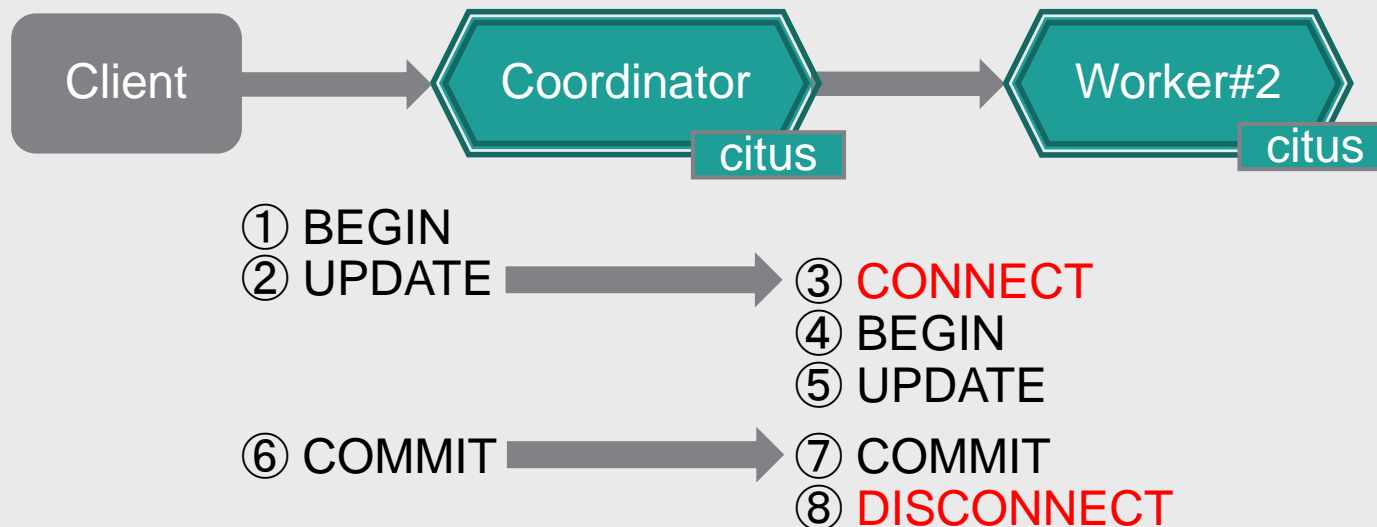 Client
Coordinator
citus
Worker#2
citus
① BEGIN
② UPDATE
③ CONNECT
④ BEGIN
⑤ UPDATE
⑥ COMMIT
⑦ COMMIT
⑧ DISCONNECT